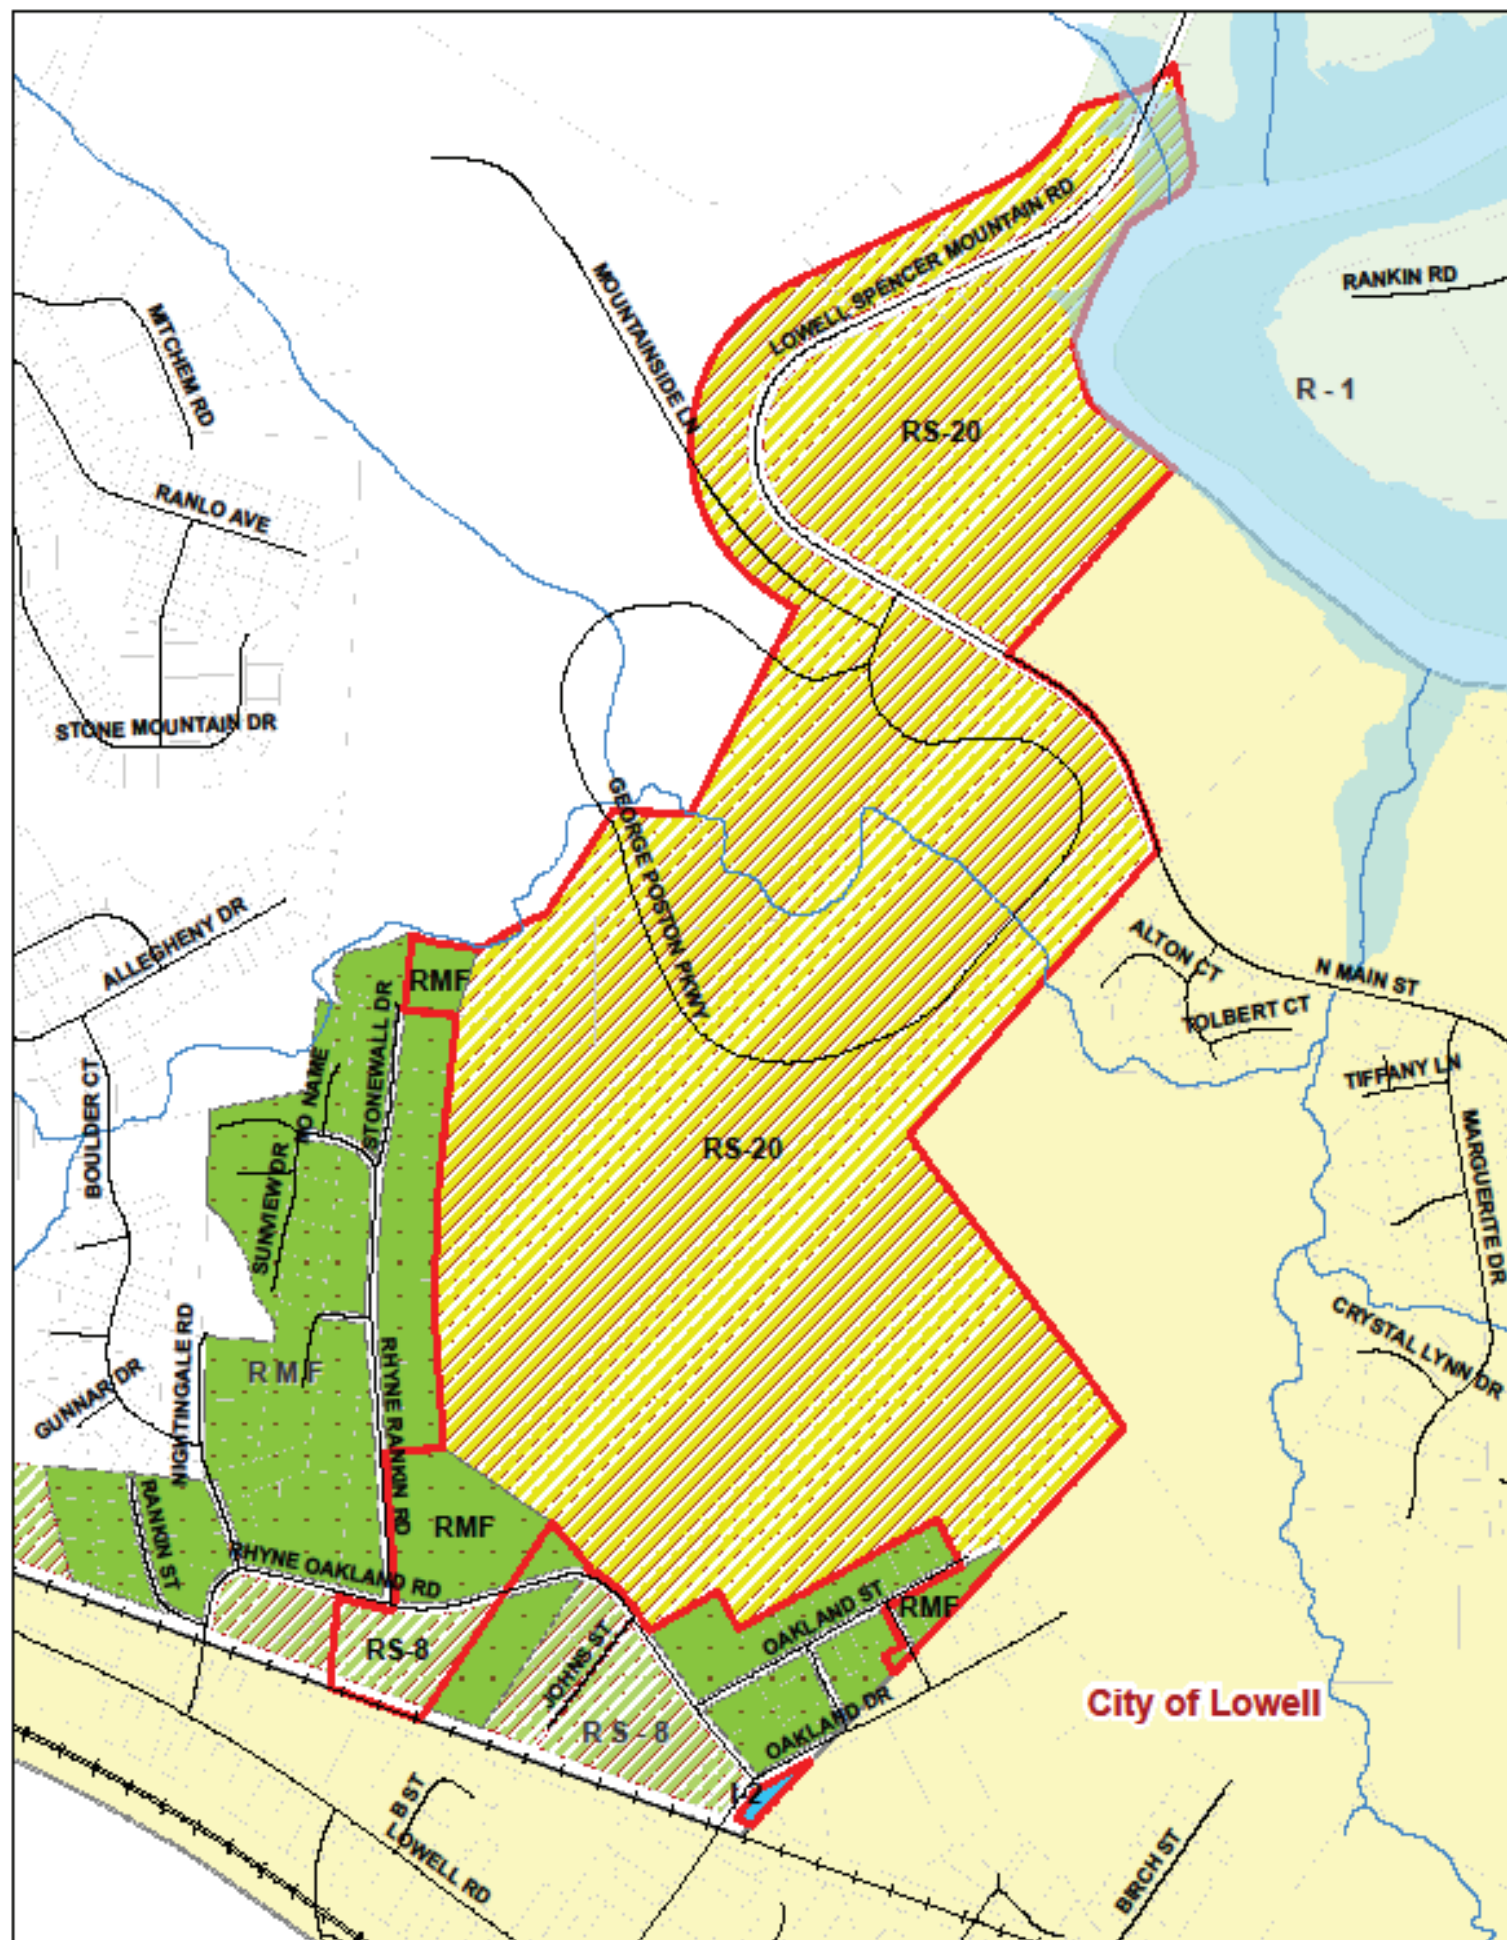 RANKIN RD
LOWELL SPENCER MOUNTAIN RD
MOUNTAINSIDE LN
MITCHEM RD
R - 1
RS-20
RANLO AVE
STONE MOUNTAIN DR
GEORGE POSTON PKWY
ALLEGHENY DR
ALTON CT
N MAIN ST
RMF
TOLBERT CT
STONEWALL DR
NO NAME
TIFFANY LN
BOULDER CT
RS-20
MARGUERITE DR
SUNVIEW DR
CRYSTAL LYNN DR
R M F
NIGHTINGALE RD
RHYNE RANKIN RD
GUNNAR DR
RANKIN ST
RMF
RHYNE OAKLAND RD
OAKLAND ST
RMF
RS-8
JOHNS ST
OAKLAND DR
R S - 8
City of Lowell
I-2
B ST
LOWELL RD
BIRCH ST